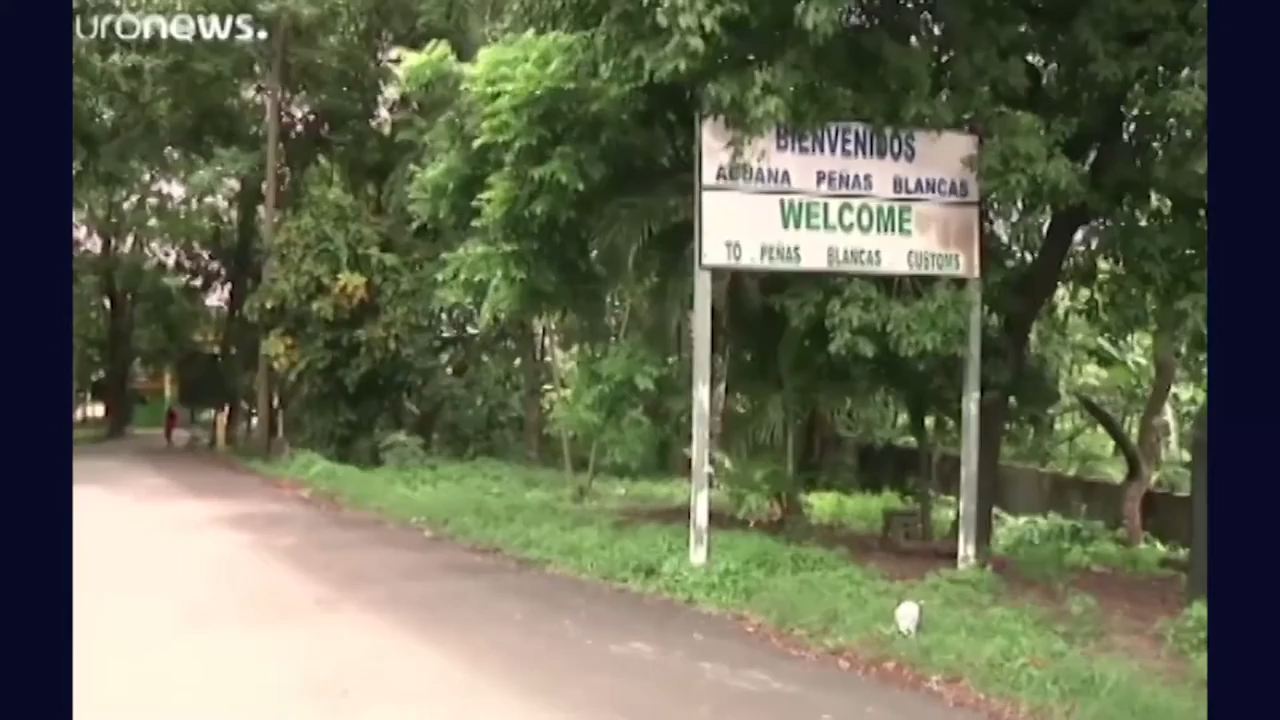 uronews.
BIENVENIDOS
ADUANA PEÑAS BLANCAS
WELCOME
TO PEÑAS BLANCAS CUSTOMS